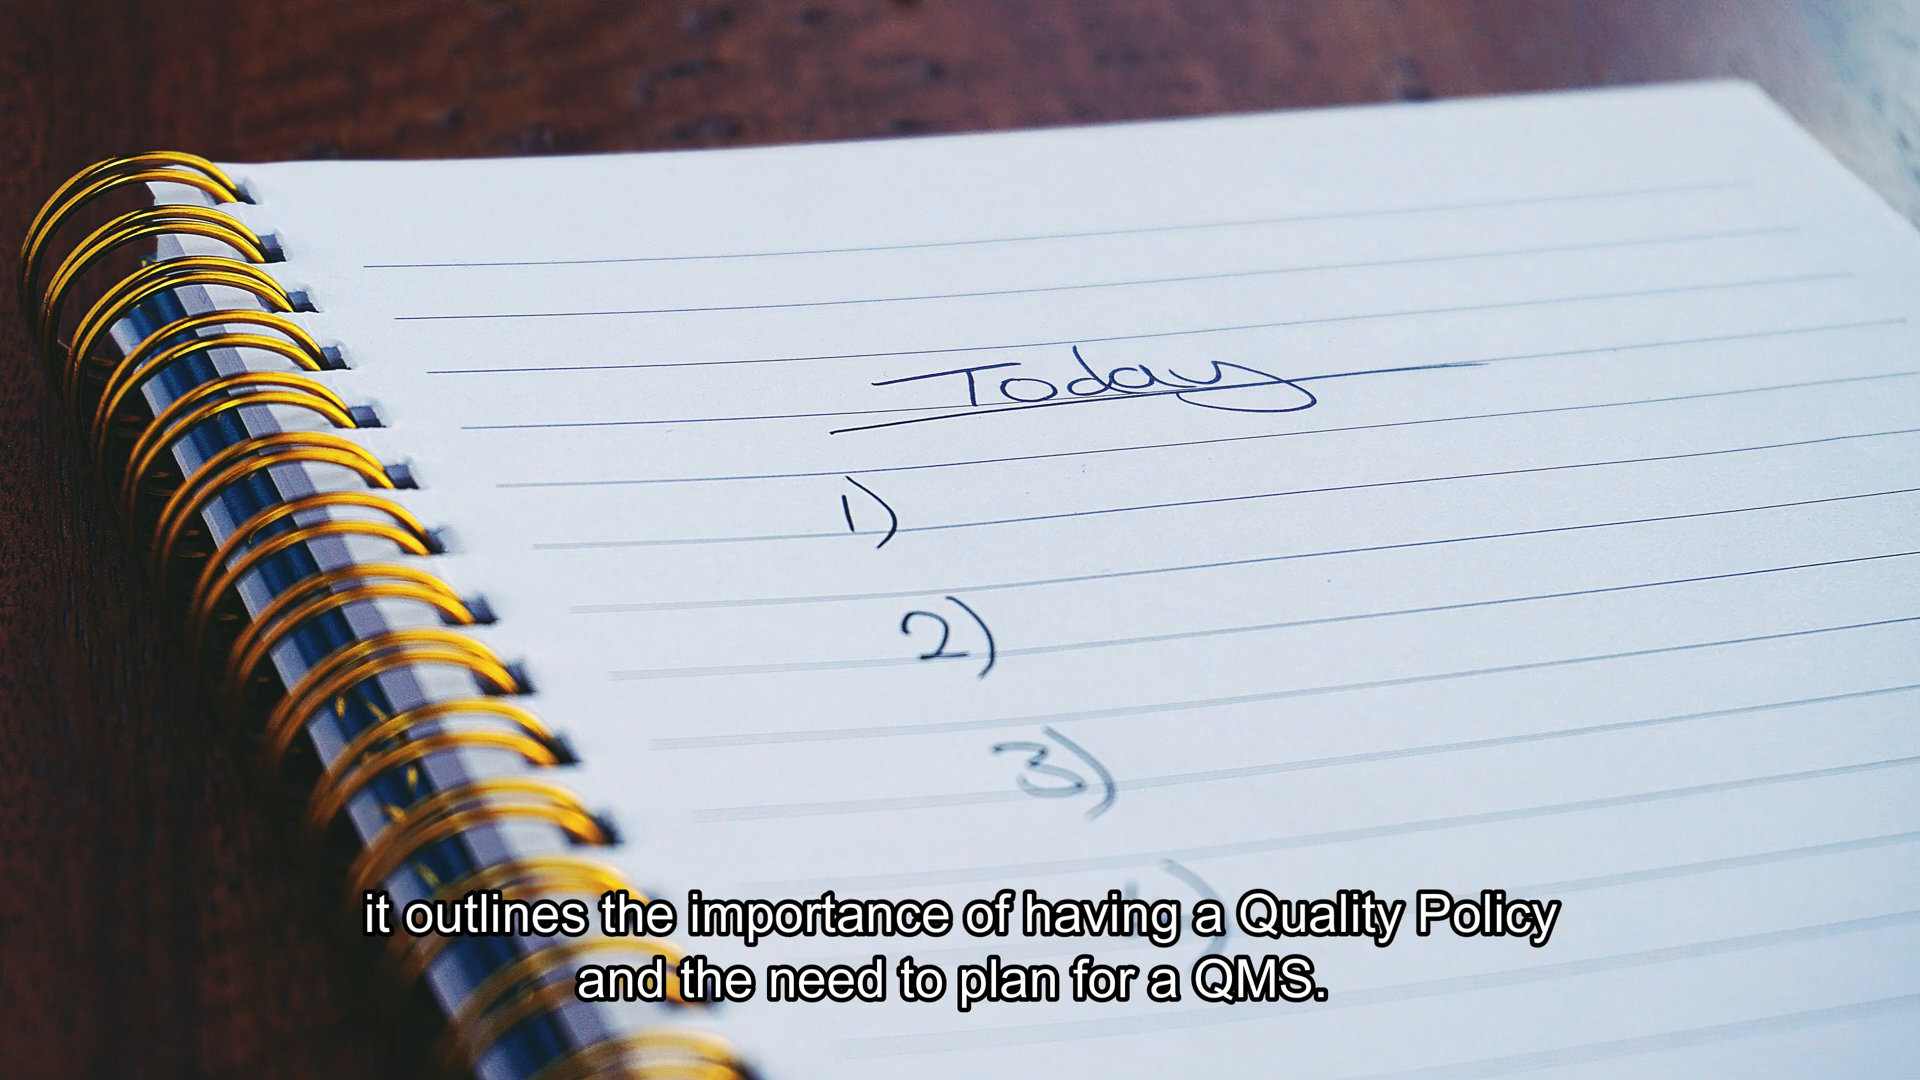 Today
1)
2)
3)
it outlines the importance of having a Quality Policy
and the need to plan for a QMS.